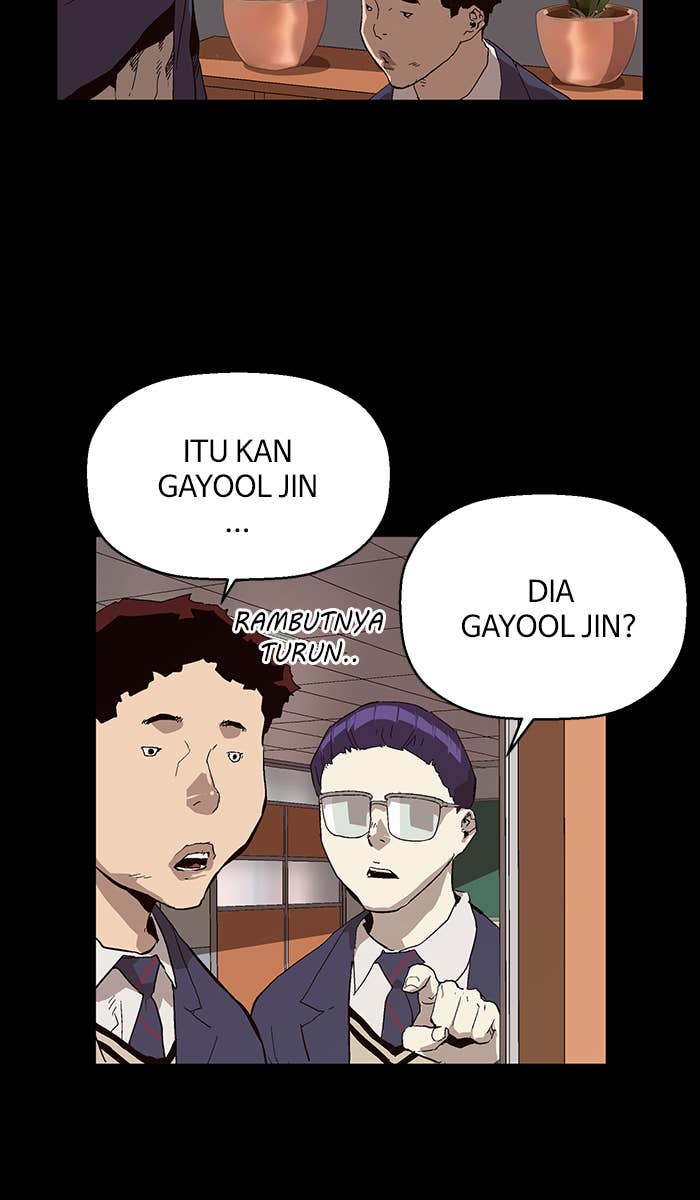 ITU KAN
GAYOOL JIN
...
RAMBUTNYA
TURUN..
DIA
GAYOOL JIN?